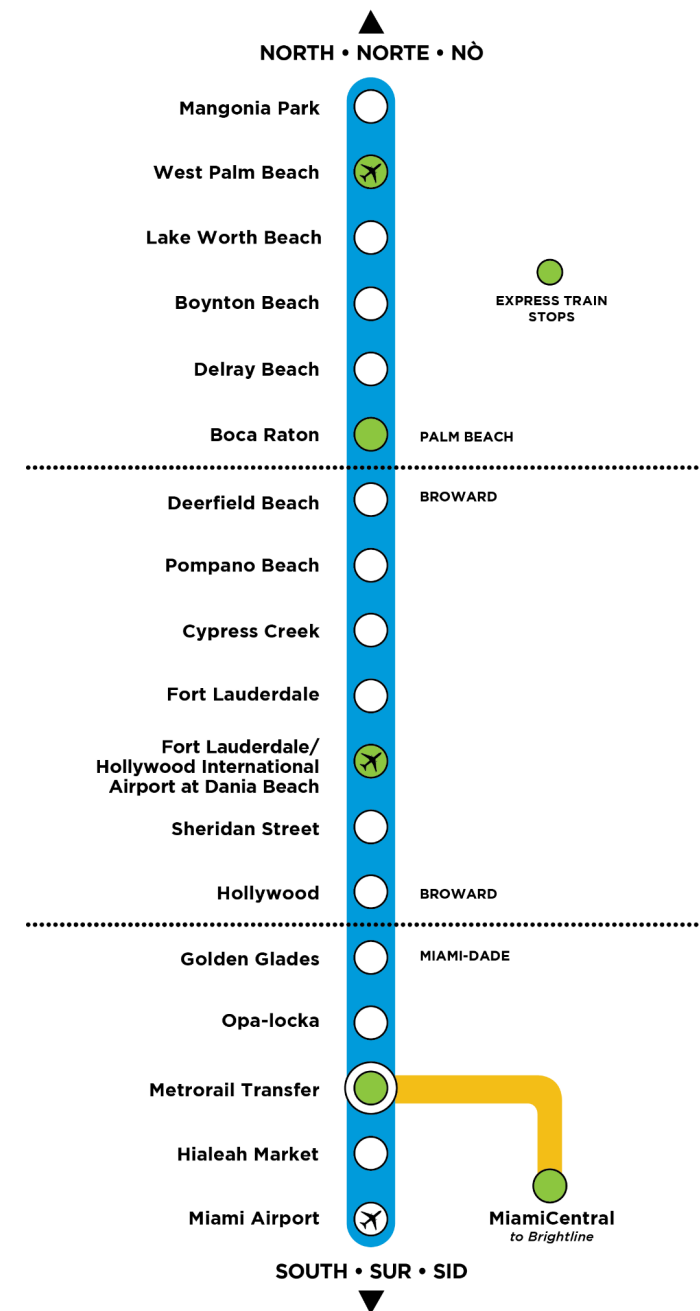 NORTH • NORTE • NÒ
Mangonia Park
West Palm Beach
Lake Worth Beach
EXPRESS TRAIN
STOPS
Boynton Beach
Delray Beach
Boca Raton
PALM BEACH
BROWARD
Deerfield Beach
Pompano Beach
Cypress Creek
Fort Lauderdale
Fort Lauderdale/
Hollywood International
Airport at Dania Beach
Sheridan Street
Hollywood
BROWARD
Golden Glades
MIAMI-DADE
Opa-locka
Metrorail Transfer
Hialeah Market
Miami Airport
MiamiCentral
to Brightline
SOUTH • SUR • SID